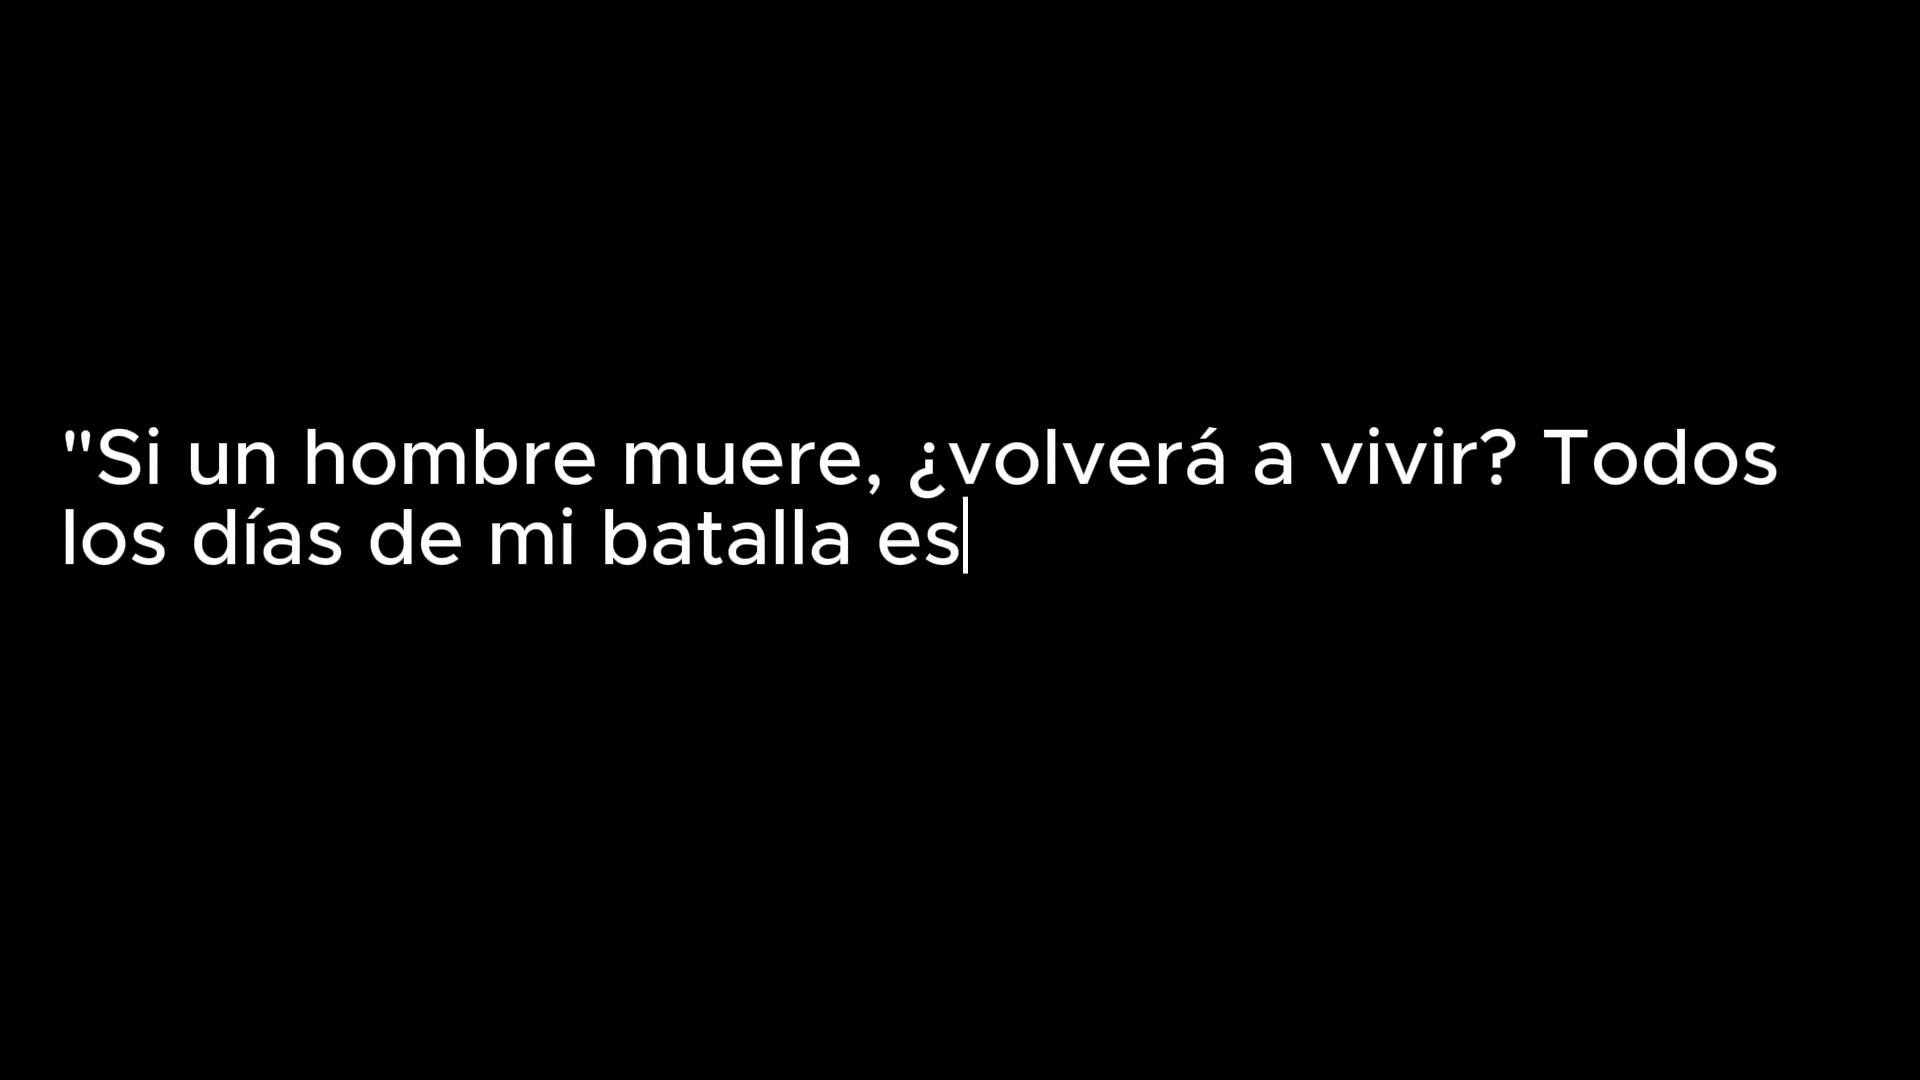 "Si un hombre muere, ¿volverá a vivir? Todos
los días de mi batalla es